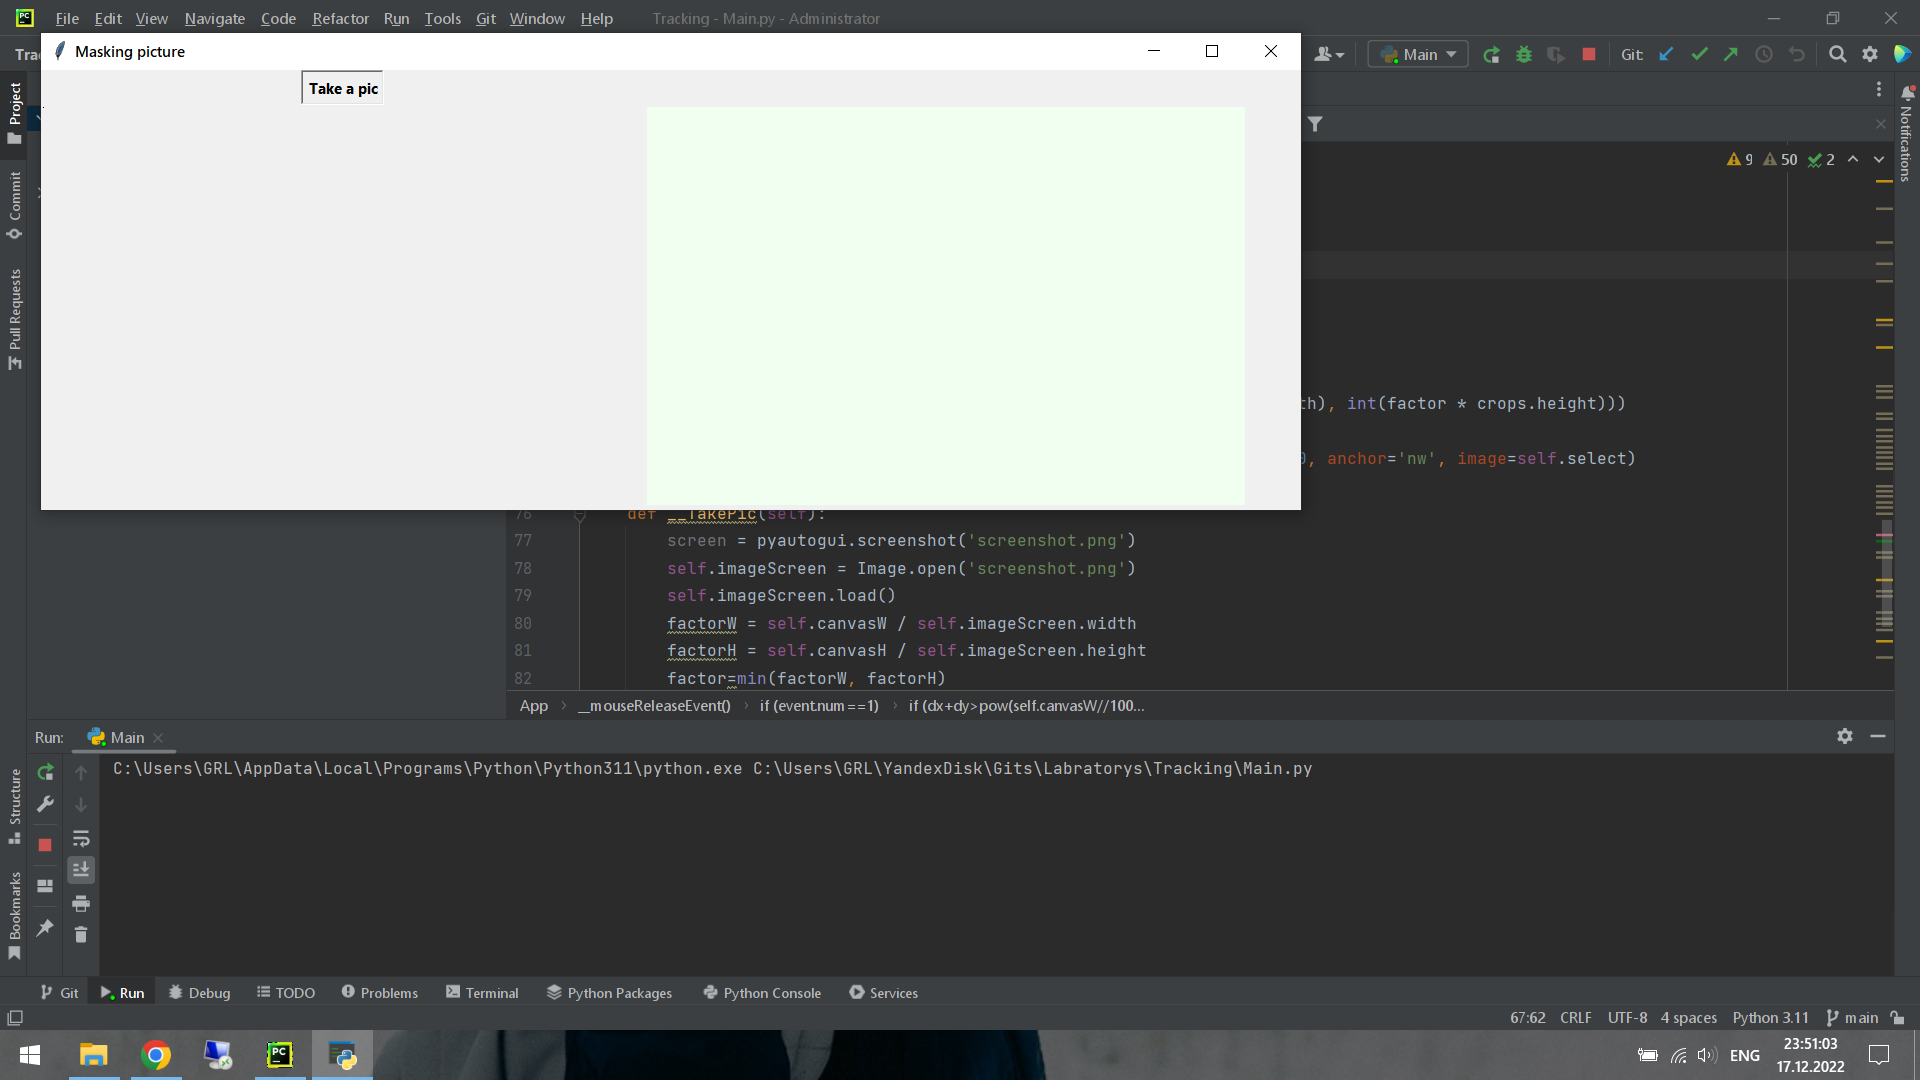 File Edit View Navigate Code Refactor Run Tools Git Window Help Tracking - Main.py - Administrator
Masking picture
Take a pic
Main
Git:
Project
Commit
Pull Requests
Structure
Bookmarks
Notifications
9 50 2
th), int(factor * crops.height)))
, anchor='nw', image=self.select)
76 def __TakePic(self):
77 screen = pyautogui.screenshot('screenshot.png')
78 self.imageScreen = Image.open('screenshot.png')
79 self.imageScreen.load()
80 factorW = self.canvasW / self.imageScreen.width
81 factorH = self.canvasH / self.imageScreen.height
82 factor=min(factorW, factorH)
App › __mouseReleaseEvent() › if (event.num==1) › if (dx+dy>pow(self.canvasW//100...
Run: Main
C:\Users\GRL\AppData\Local\Programs\Python\Python311\python.exe C:\Users\GRL\YandexDisk\Gits\Labratorys\Tracking\Main.py
Git Run Debug TODO Problems Terminal Python Packages Python Console Services
67:62 CRLF UTF-8 4 spaces Python 3.11 main
ENG
23:51:03
17.12.2022